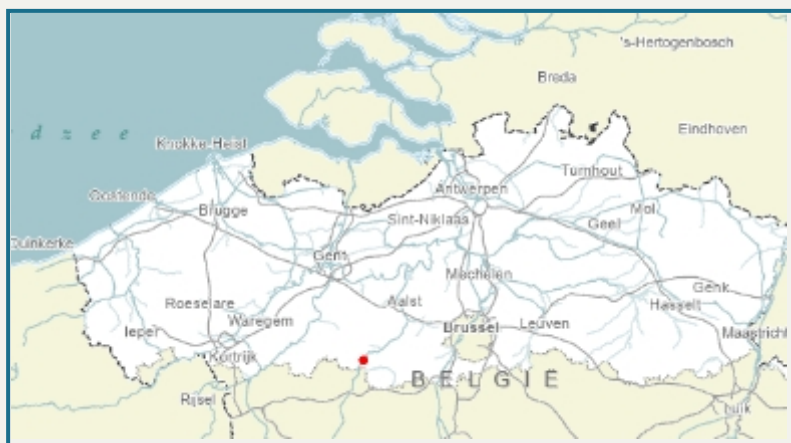 's-Hertogenbosch
Breda
Eindhoven
d z e e
Knokke-Heist
Turnhout
Antwerpen
Oostende
Brugge
Mol
Sint-Niklaas
Geel
Duinkerke
Gent
Mechelen
Genk
Roeselare
Aalst
Hasselt
Waregem
Brussel
Leuven
Ieper
Maastricht
Kortrijk
BELGIË
Rijsel
Luik